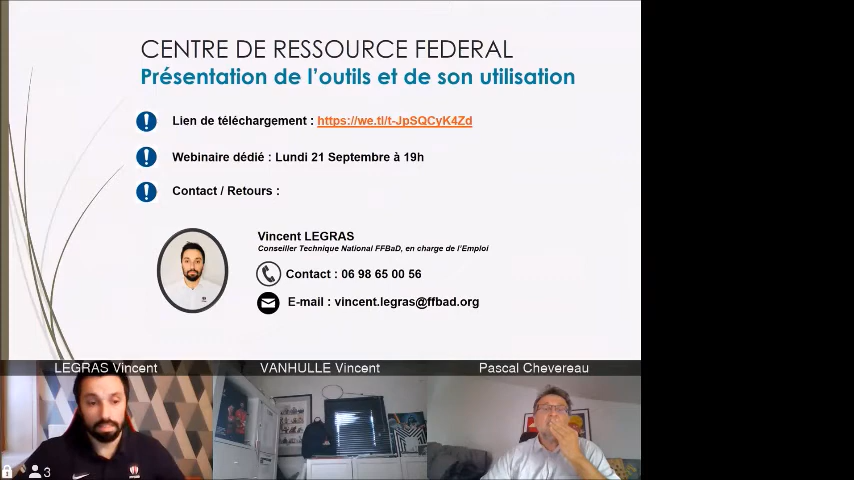 CENTRE DE RESSOURCE FEDERAL
Présentation de l'outils et de son utilisation
Lien de téléchargement : https://we.tl/t-JpSQCyK4Zd
Webinaire dédié : Lundi 21 Septembre à 19h
Contact / Retours :
Vincent LEGRAS
Conseiller Technique National FFBaD, en charge de l'Emploi
Contact : 06 98 65 00 56
E-mail : vincent.legras@ffbad.org
LEGRAS Vincent
VANHULLE Vincent
Pascal Chevereau
3